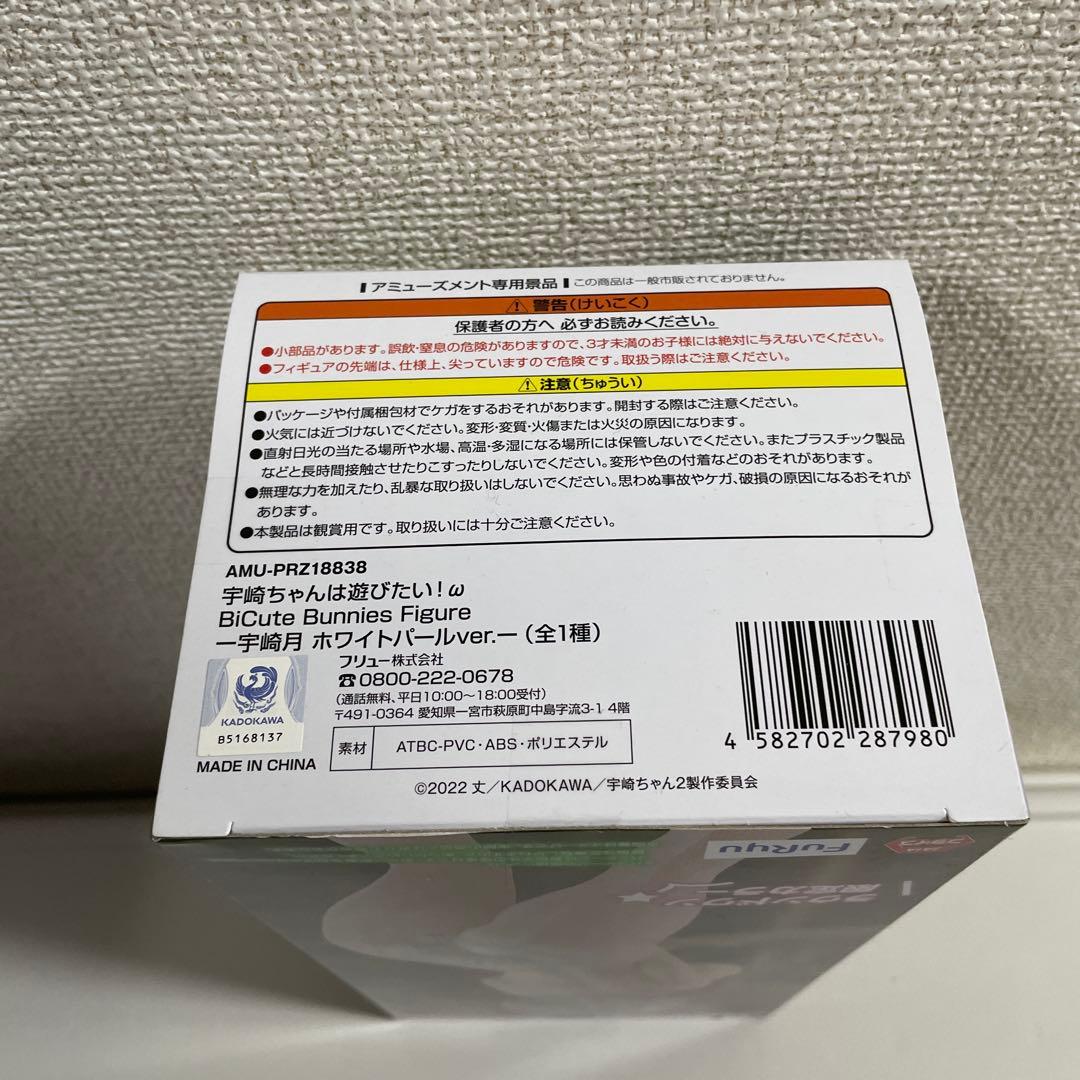 アミューズメント専用景品 この商品は一般市販されておりません。
警告(けいこく)
保護者の方へ 必ずお読みください。
●小部品があります。誤飲・窒息の危険がありますので、3才未満のお子様には絶対に与えないでください。
●フィギュアの先端は、仕様上、尖っていますので危険です。取扱う際はご注意ください。
注意(ちゅうい)
●パッケージや付属梱包材でケガをするおそれがあります。開封する際はご注意ください。
●火気には近づけないでください。変形・変質・火傷または火災の原因になります。
●直射日光の当たる場所や水場、高温・多湿になる場所には保管しないでください。またプラスチック製品
などと長時間接触させたりこすったりしないでください。変形や色の付着などのおそれがあります。
●無理な力を加えたり、乱暴な取り扱いはしないでください。思わぬ事故やケガ、破損の原因になるおそれが
あります。
●本製品は観賞用です。取り扱いには十分ご注意ください。
AMU-PRZ18838
宇崎ちゃんは遊びたい!ω
BiCute Bunnies Figure
ー宇崎月 ホワイトパールver.ー(全1種)
フリュー株式会社
☎0800-222-0678
(通話無料、平日10:00〜18:00受付)
〒491-0364 愛知県一宮市萩原町中島字流3-1 4階
KADOKAWA
B5168137
素材 ATBC-PVC・ABS・ポリエステル
MADE IN CHINA
4 582702 287980
©2022 丈/KADOKAWA/宇崎ちゃん2製作委員会
FuRyu
プライズ
ラウンドワン
限定カラー